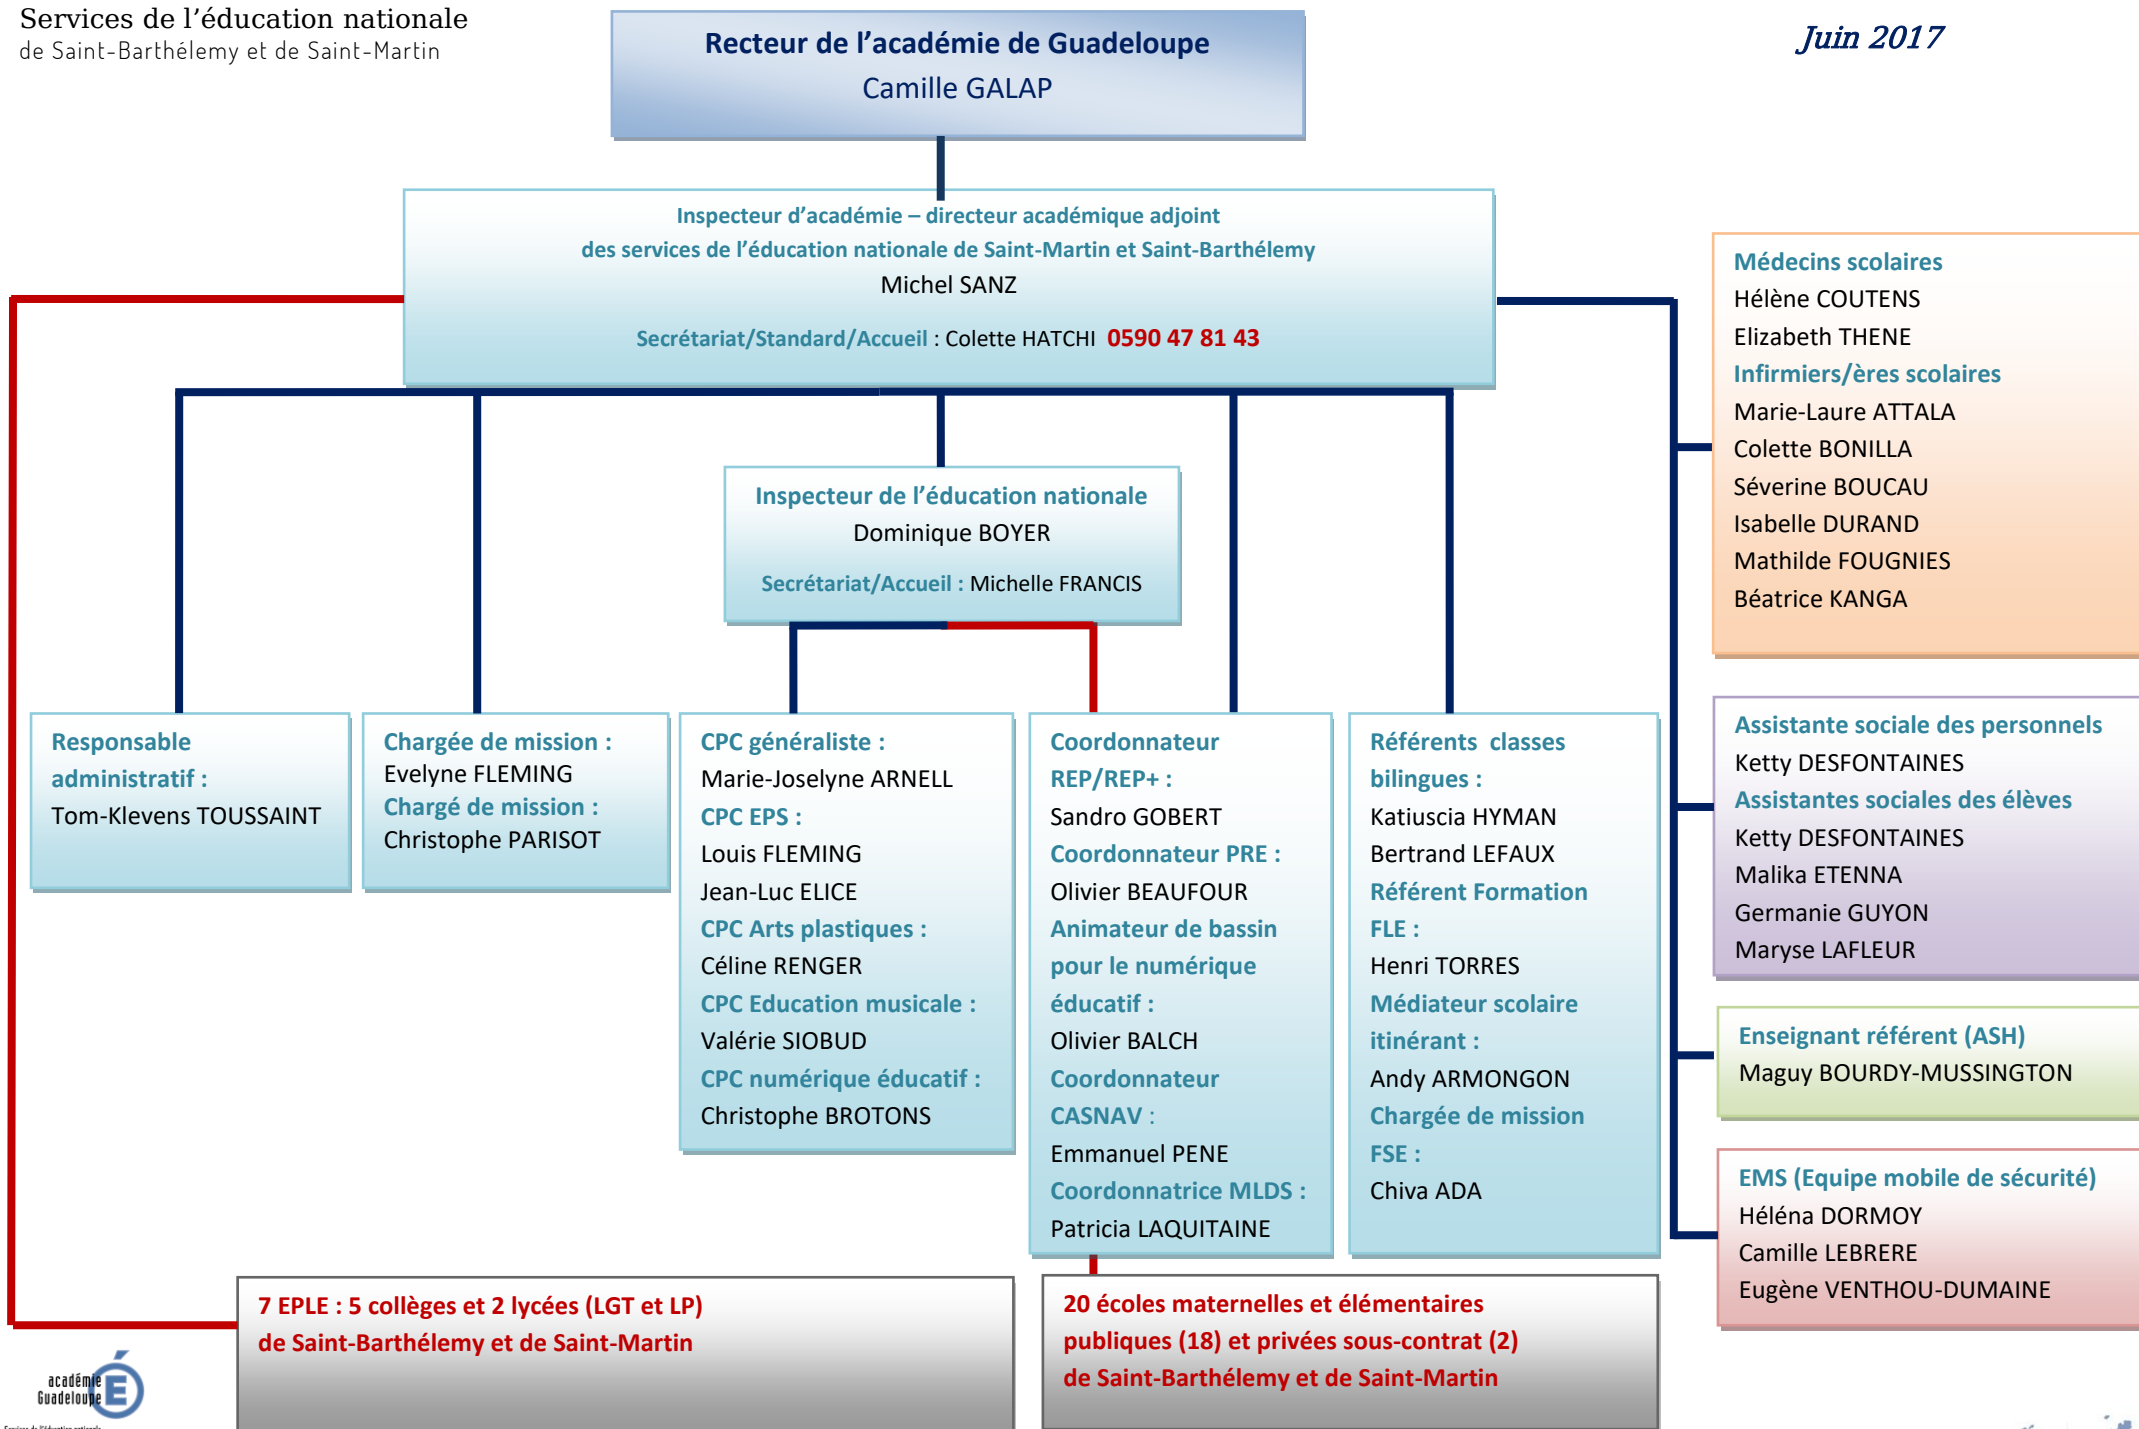 Services de l’éducation nationale
de Saint-Barthélemy et de Saint-Martin
Recteur de l’académie de Guadeloupe
Camille GALAP
Juin 2017
Inspecteur d’académie – directeur académique adjoint
des services de l’éducation nationale de Saint-Martin et Saint-Barthélemy
Michel SANZ
Secrétariat/Standard/Accueil : Colette HATCHI 0590 47 81 43
Inspecteur de l’éducation nationale
Dominique BOYER
Secrétariat/Accueil : Michelle FRANCIS
Responsable
administratif :
Tom-Klevens TOUSSAINT
Chargée de mission :
Evelyne FLEMING
Chargé de mission :
Christophe PARISOT
CPC généraliste :
Marie-Joselyne ARNELL
CPC EPS :
Louis FLEMING
Jean-Luc ELICE
CPC Arts plastiques :
Céline RENGER
CPC Education musicale :
Valérie SIOBUD
CPC numérique éducatif :
Christophe BROTONS
Coordonnateur
REP/REP+ :
Sandro GOBERT
Coordonnateur PRE :
Olivier BEAUFOUR
Animateur de bassin
pour le numérique
éducatif :
Olivier BALCH
Coordonnateur
CASNAV :
Emmanuel PENE
Coordonnatrice MLDS :
Patricia LAQUITAINE
Référents classes
bilingues :
Katiuscia HYMAN
Bertrand LEFAUX
Référent Formation
FLE :
Henri TORRES
Médiateur scolaire
itinérant :
Andy ARMONGON
Chargée de mission
FSE :
Chiva ADA
Médecins scolaires
Hélène COUTENS
Elizabeth THENE
Infirmiers/ères scolaires
Marie-Laure ATTALA
Colette BONILLA
Séverine BOUCAU
Isabelle DURAND
Mathilde FOUGNIES
Béatrice KANGA
Assistante sociale des personnels
Ketty DESFONTAINES
Assistantes sociales des élèves
Ketty DESFONTAINES
Malika ETENNA
Germanie GUYON
Maryse LAFLEUR
Enseignant référent (ASH)
Maguy BOURDY-MUSSINGTON
EMS (Equipe mobile de sécurité)
Héléna DORMOY
Camille LEBRERE
Eugène VENTHOU-DUMAINE
7 EPLE : 5 collèges et 2 lycées (LGT et LP)
de Saint-Barthélemy et de Saint-Martin
20 écoles maternelles et élémentaires
publiques (18) et privées sous-contrat (2)
de Saint-Barthélemy et de Saint-Martin
académie
Guadeloupe
É